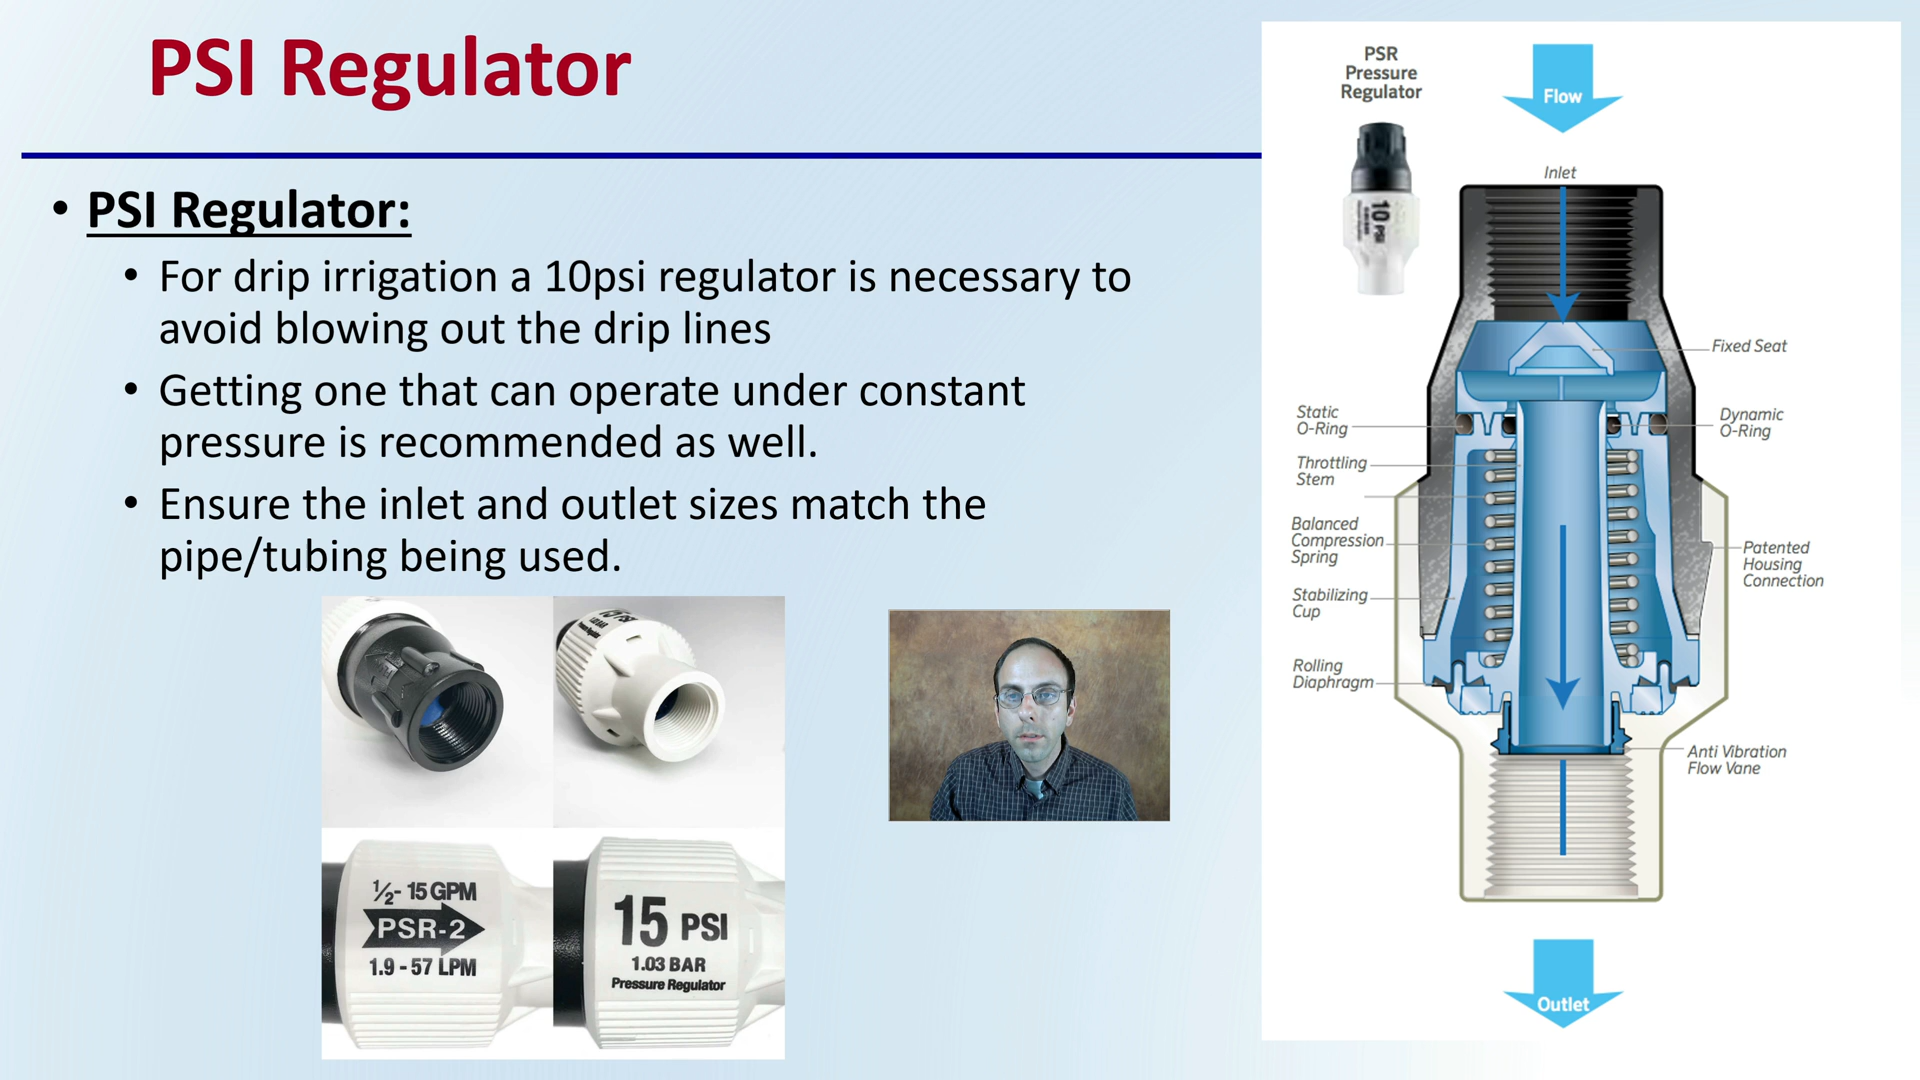 PSI Regulator
• PSI Regulator:
• For drip irrigation a 10psi regulator is necessary to
avoid blowing out the drip lines
• Getting one that can operate under constant
pressure is recommended as well.
• Ensure the inlet and outlet sizes match the
pipe/tubing being used.
½- 15 GPM
PSR-2
1.9 - 57 LPM
15 PSI
1.03 BAR
Pressure Regulator
PSR
Pressure
Regulator
10 PSI
Flow
Inlet
Fixed Seat
Static
O-Ring
Dynamic
O-Ring
Throttling
Stem
Balanced
Compression
Spring
Patented
Housing
Connection
Stabilizing
Cup
Rolling
Diaphragm
Anti Vibration
Flow Vane
Outlet